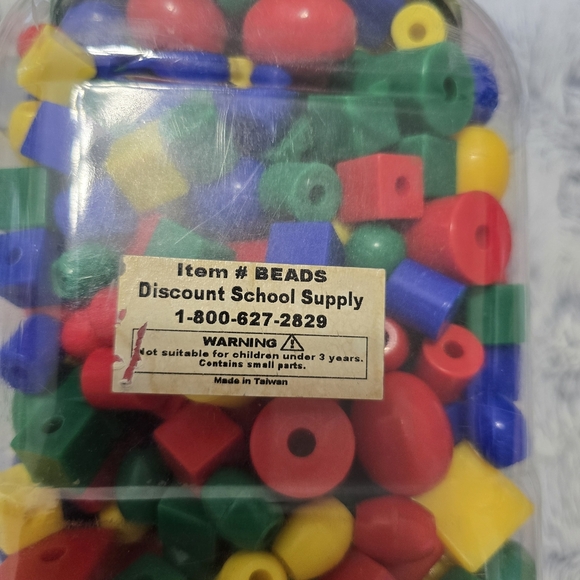 Item # BEADS
Discount School Supply
1-800-627-2829
WARNING
Not suitable for children under 3 years.
Contains small parts.
Made in Taiwan